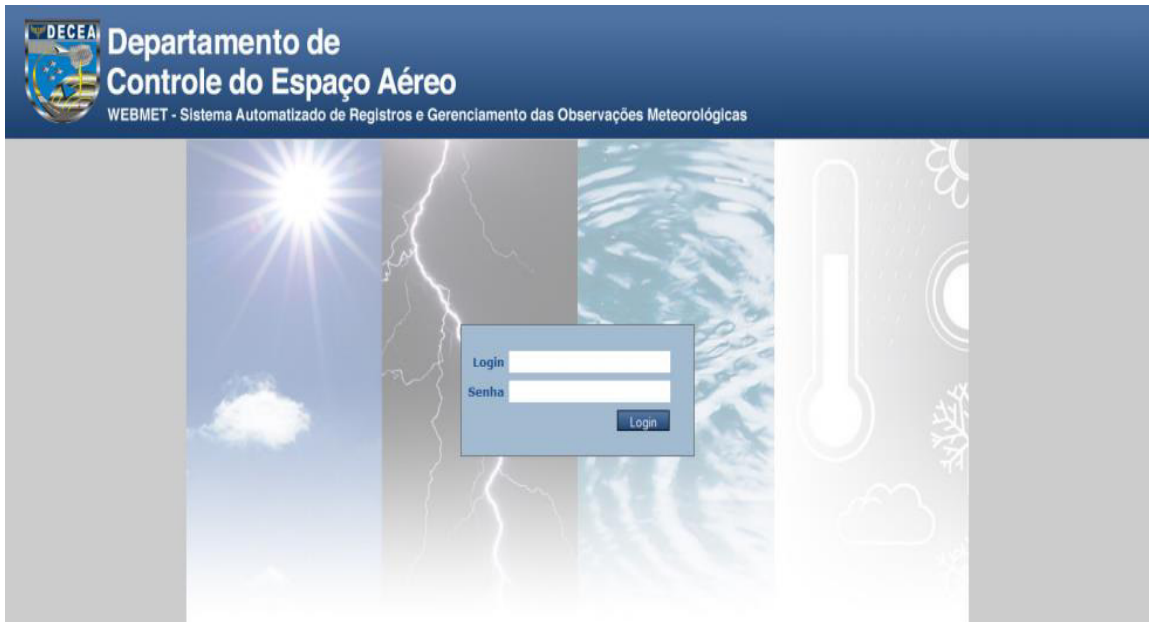 DECEA
Departamento de
Controle do Espaço Aéreo
WEBMET - Sistema Automatizado de Registros e Gerenciamento das Observações Meteorológicas
Login
Senha
Login